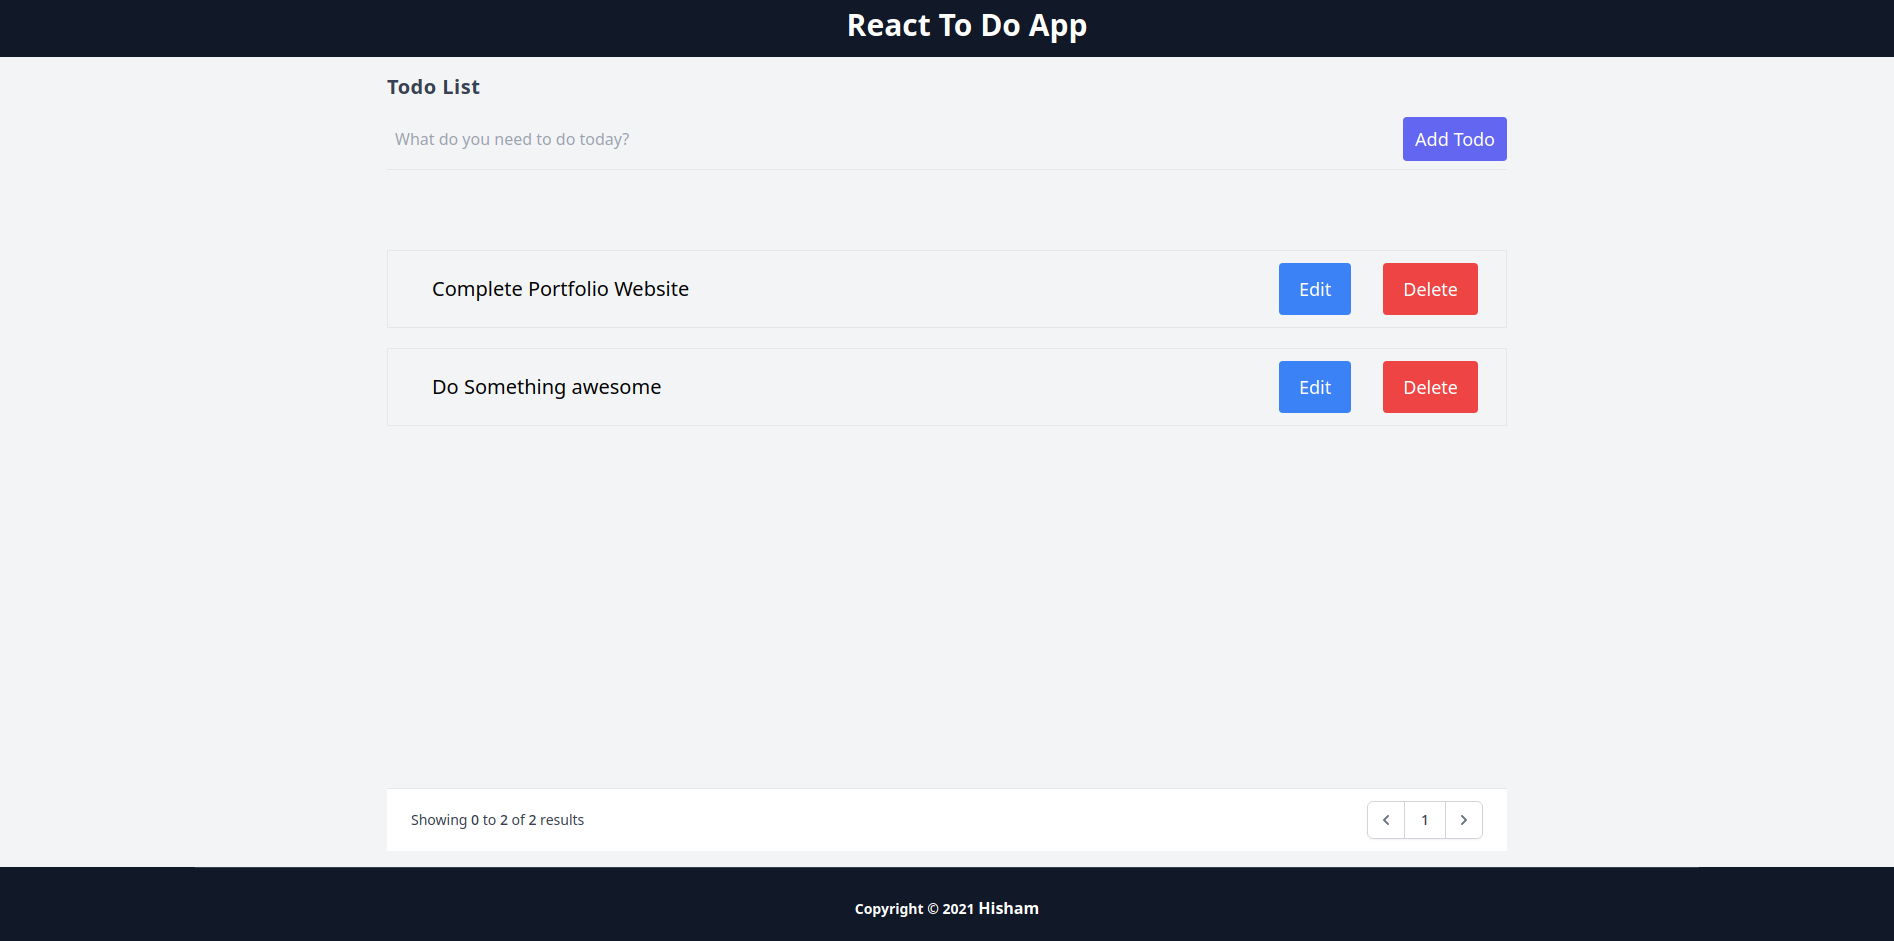 React To Do App
Todo List
What do you need to do today?
Add Todo
Complete Portfolio Website
Edit
Delete
Do Something awesome
Edit
Delete
Showing 0 to 2 of 2 results
1
Copyright © 2021 Hisham